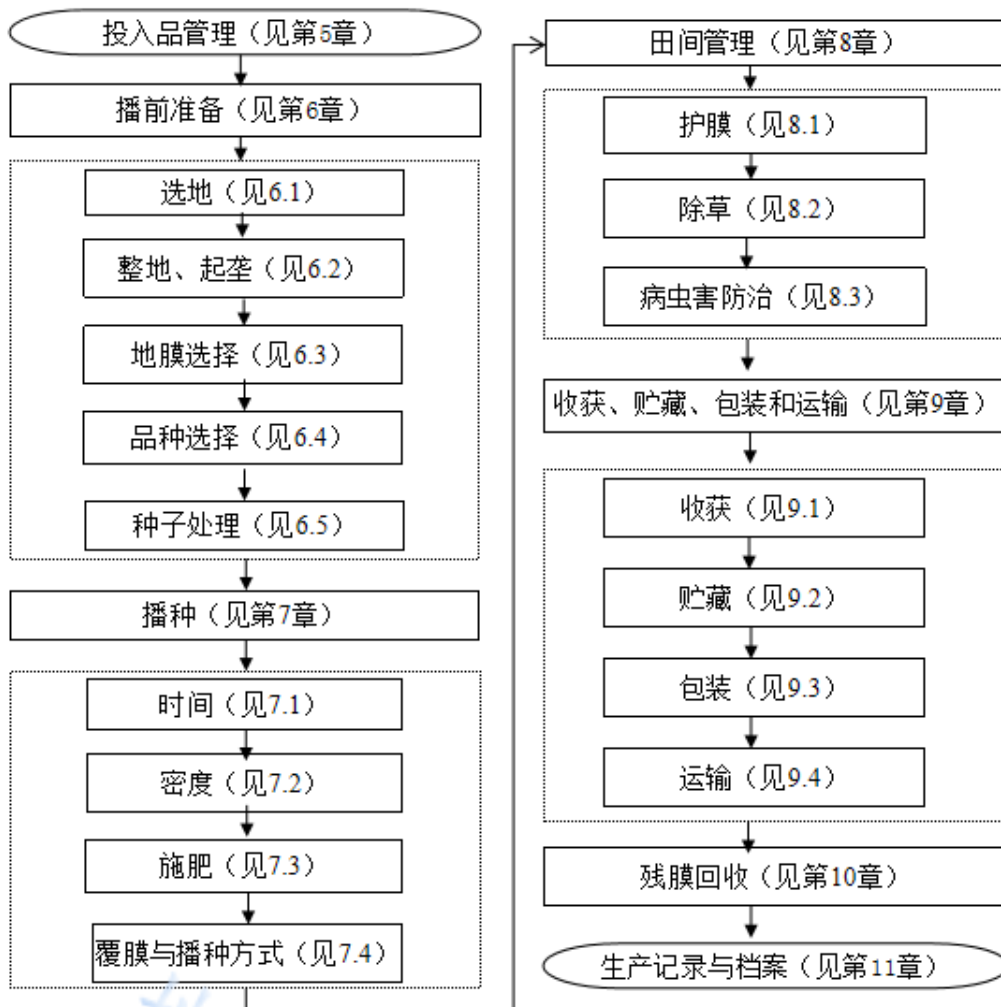 投入品管理（见第5章）
播前准备（见第6章）
选地（见6.1）
整地、起垄（见6.2）
地膜选择（见6.3）
品种选择（见6.4）
种子处理（见6.5）
播种（见第7章）
时间（见7.1）
密度（见7.2）
施肥（见7.3）
覆膜与播种方式（见7.4）
田间管理（见第8章）
护膜（见8.1）
除草（见8.2）
病虫害防治（见8.3）
收获、贮藏、包装和运输（见第9章）
收获（见9.1）
贮藏（见9.2）
包装（见9.3）
运输（见9.4）
残膜回收（见第10章）
生产记录与档案（见第11章）